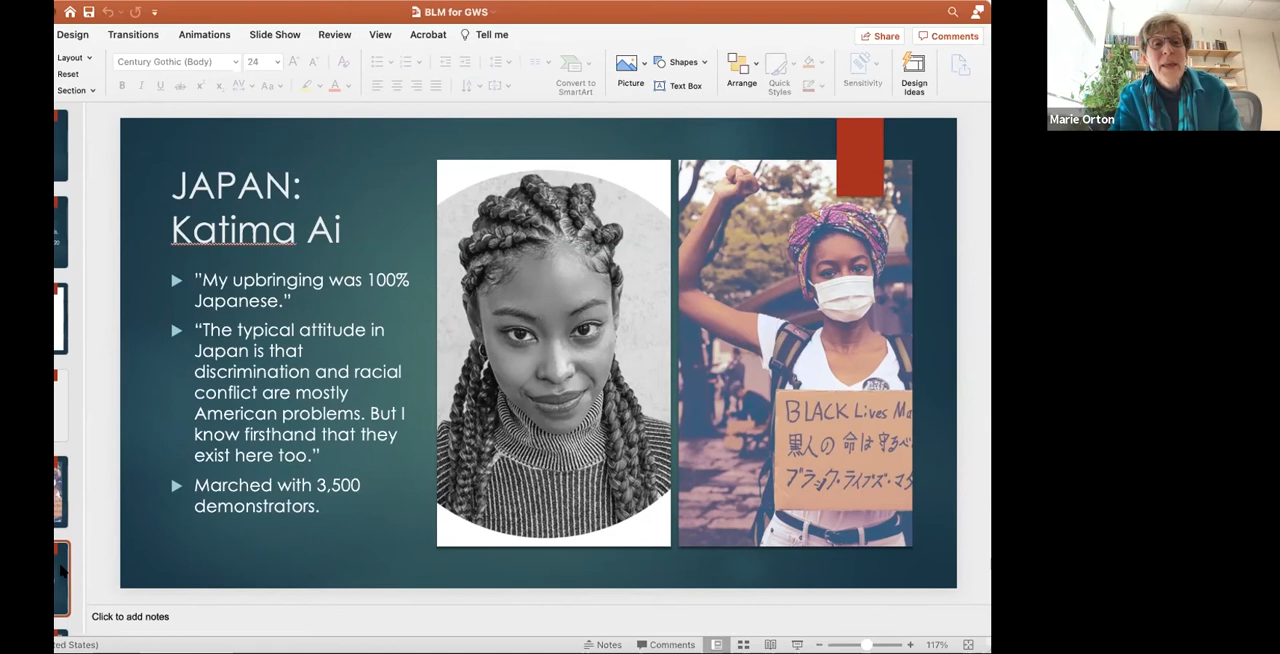 BLM for GWS
Design Transitions Animations Slide Show Review View Acrobat Tell me Share Comments
Layout
Reset
Section
Century Gothic (Body) 24
Convert to SmartArt
Picture
Shapes
Text Box
Arrange
Quick Styles
Sensitivity
Design Ideas
Marie Orton
JAPAN:
Katima Ai
"My upbringing was 100%
Japanese."
"The typical attitude in
Japan is that
discrimination and racial
conflict are mostly
American problems. But I
know firsthand that they
exist here too."
Marched with 3,500
demonstrators.
BLACK Lives Ma
黒人の命は守るべ
ブラック・ライブズ・マタ
Click to add notes
ted States) Notes Comments 117%